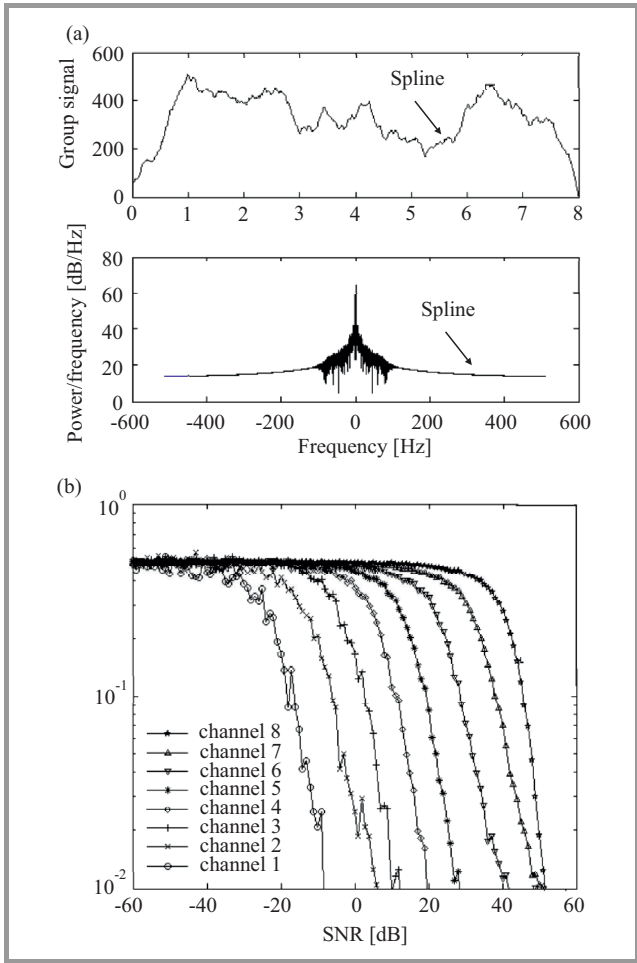 (a)
600
400
200
0
Group signal
Spline
0 1 2 3 4 5 6 7 8
80
60
40
20
0
Power/frequency [dB/Hz]
Spline
-600 -400 -200 0 200 400 600
Frequency [Hz]
(b)
10^0
10^-1
10^-2
channel 8
channel 7
channel 6
channel 5
channel 4
channel 3
channel 2
channel 1
-60 -40 -20 0 20 40 60
SNR [dB]